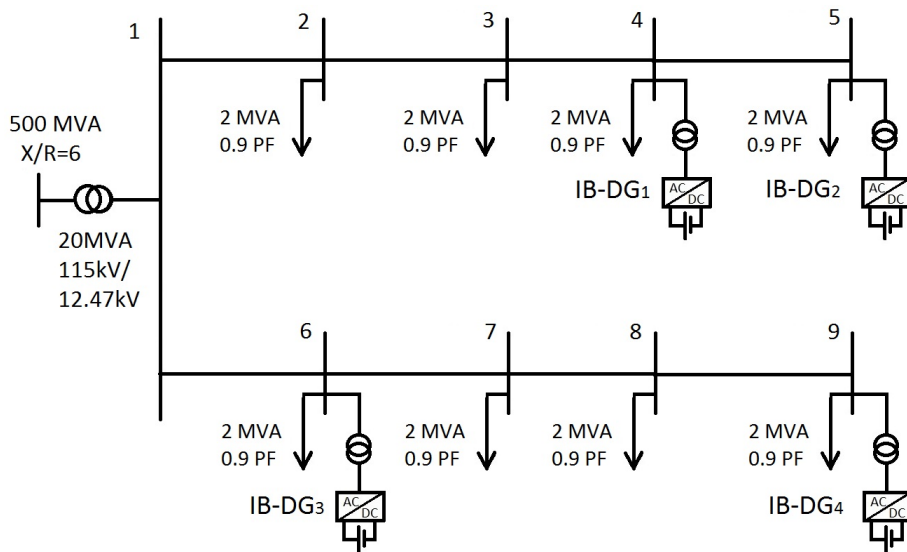 1
2
3
4
5
500 MVA
X/R=6
20MVA
115kV/
12.47kV
2 MVA
0.9 PF
2 MVA
0.9 PF
2 MVA
0.9 PF
2 MVA
0.9 PF
IB-DG1
AC
DC
IB-DG2
AC
DC
6
7
8
9
2 MVA
0.9 PF
2 MVA
0.9 PF
2 MVA
0.9 PF
2 MVA
0.9 PF
IB-DG3
AC
DC
IB-DG4
AC
DC